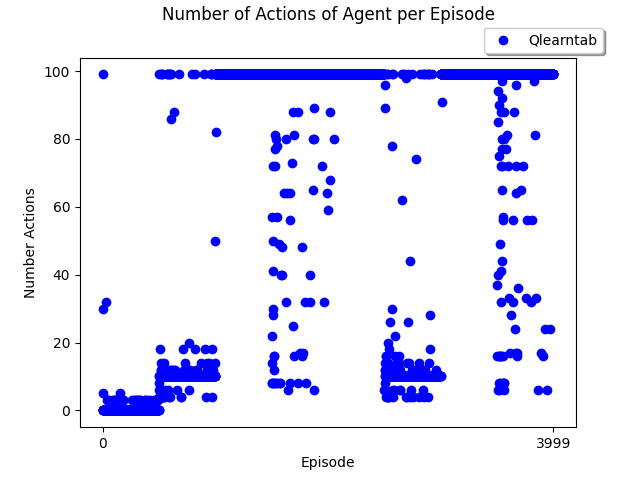 Number of Actions of Agent per Episode
Qlearntab
100
80
60
40
20
0
Number Actions
0 3999
Episode